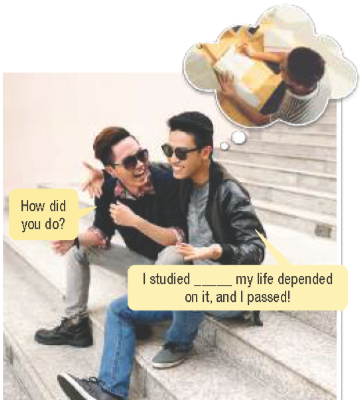 How did
you do?
I studied _____ my life depended
on it, and I passed!